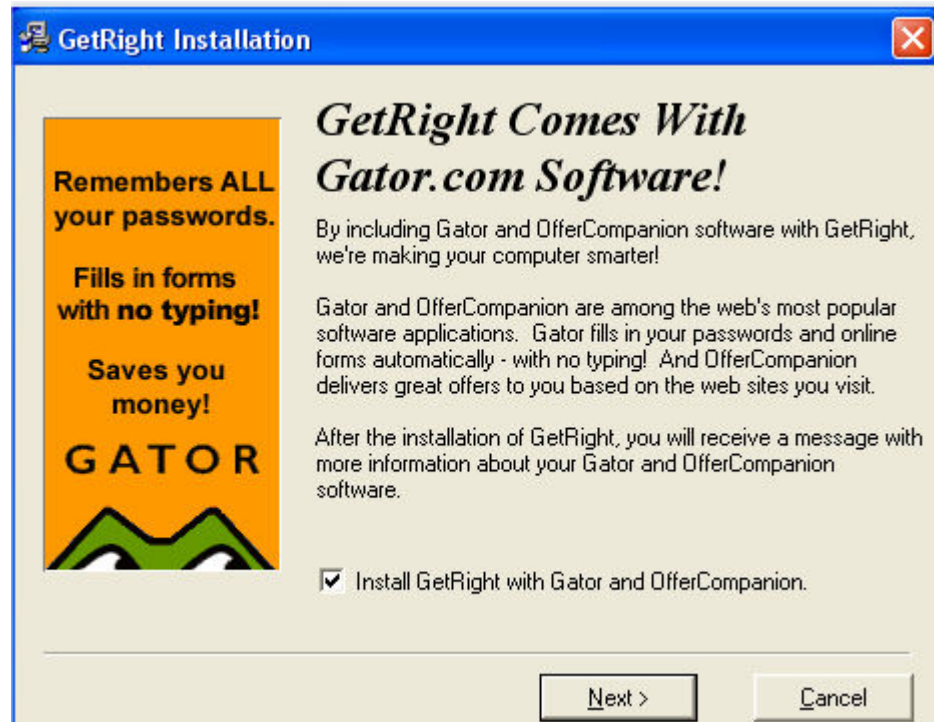 GetRight Installation
Remembers ALL
your passwords.
Fills in forms
with no typing!
Saves you
money!
GATOR
GetRight Comes With
Gator.com Software!
By including Gator and OfferCompanion software with GetRight,
we're making your computer smarter!
Gator and OfferCompanion are among the web's most popular
software applications.  Gator fills in your passwords and online
forms automatically - with no typing!  And OfferCompanion
delivers great offers to you based on the web sites you visit.
After the installation of GetRight, you will receive a message with
more information about your Gator and OfferCompanion
software.
Install GetRight with Gator and OfferCompanion.
Next >
Cancel